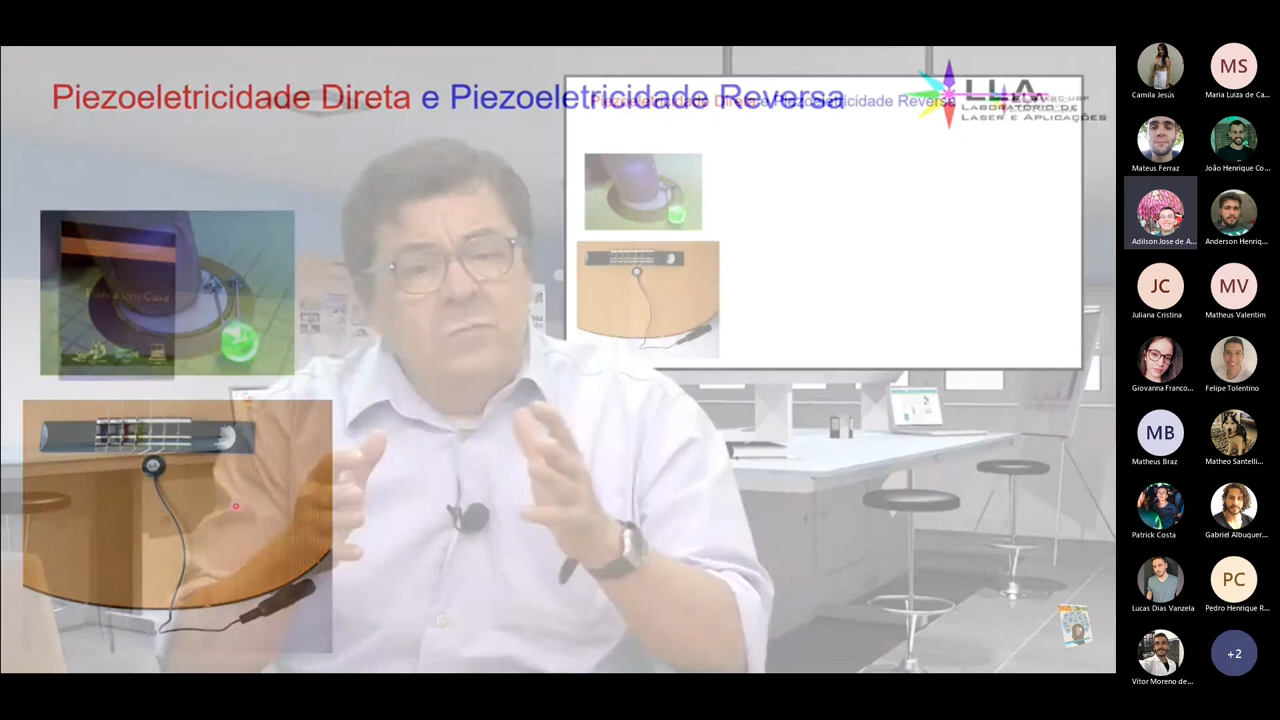 Piezoeletricidade Direta e Piezoeletricidade Reversa
Piezoeletricidade Direta e Piezoeletricidade Reversa
LLA
LABORATÓRIO DE
LASER E APLICAÇÕES
Camila Jesús
MS
Maria Luiza de Ca...
Mateus Ferraz
João Henrique Co...
Adilson Jose de A...
Anderson Henriq...
JC
Juliana Cristina
MV
Matheus Valentim
Giovanna Franco...
Felipe Tolentino
MB
Matheus Braz
Matheo Santelli...
Patrick Costa
Gabriel Albuquer...
Lucas Dias Vanzela
PC
Pedro Henrique R...
Vítor Moreno de...
+2